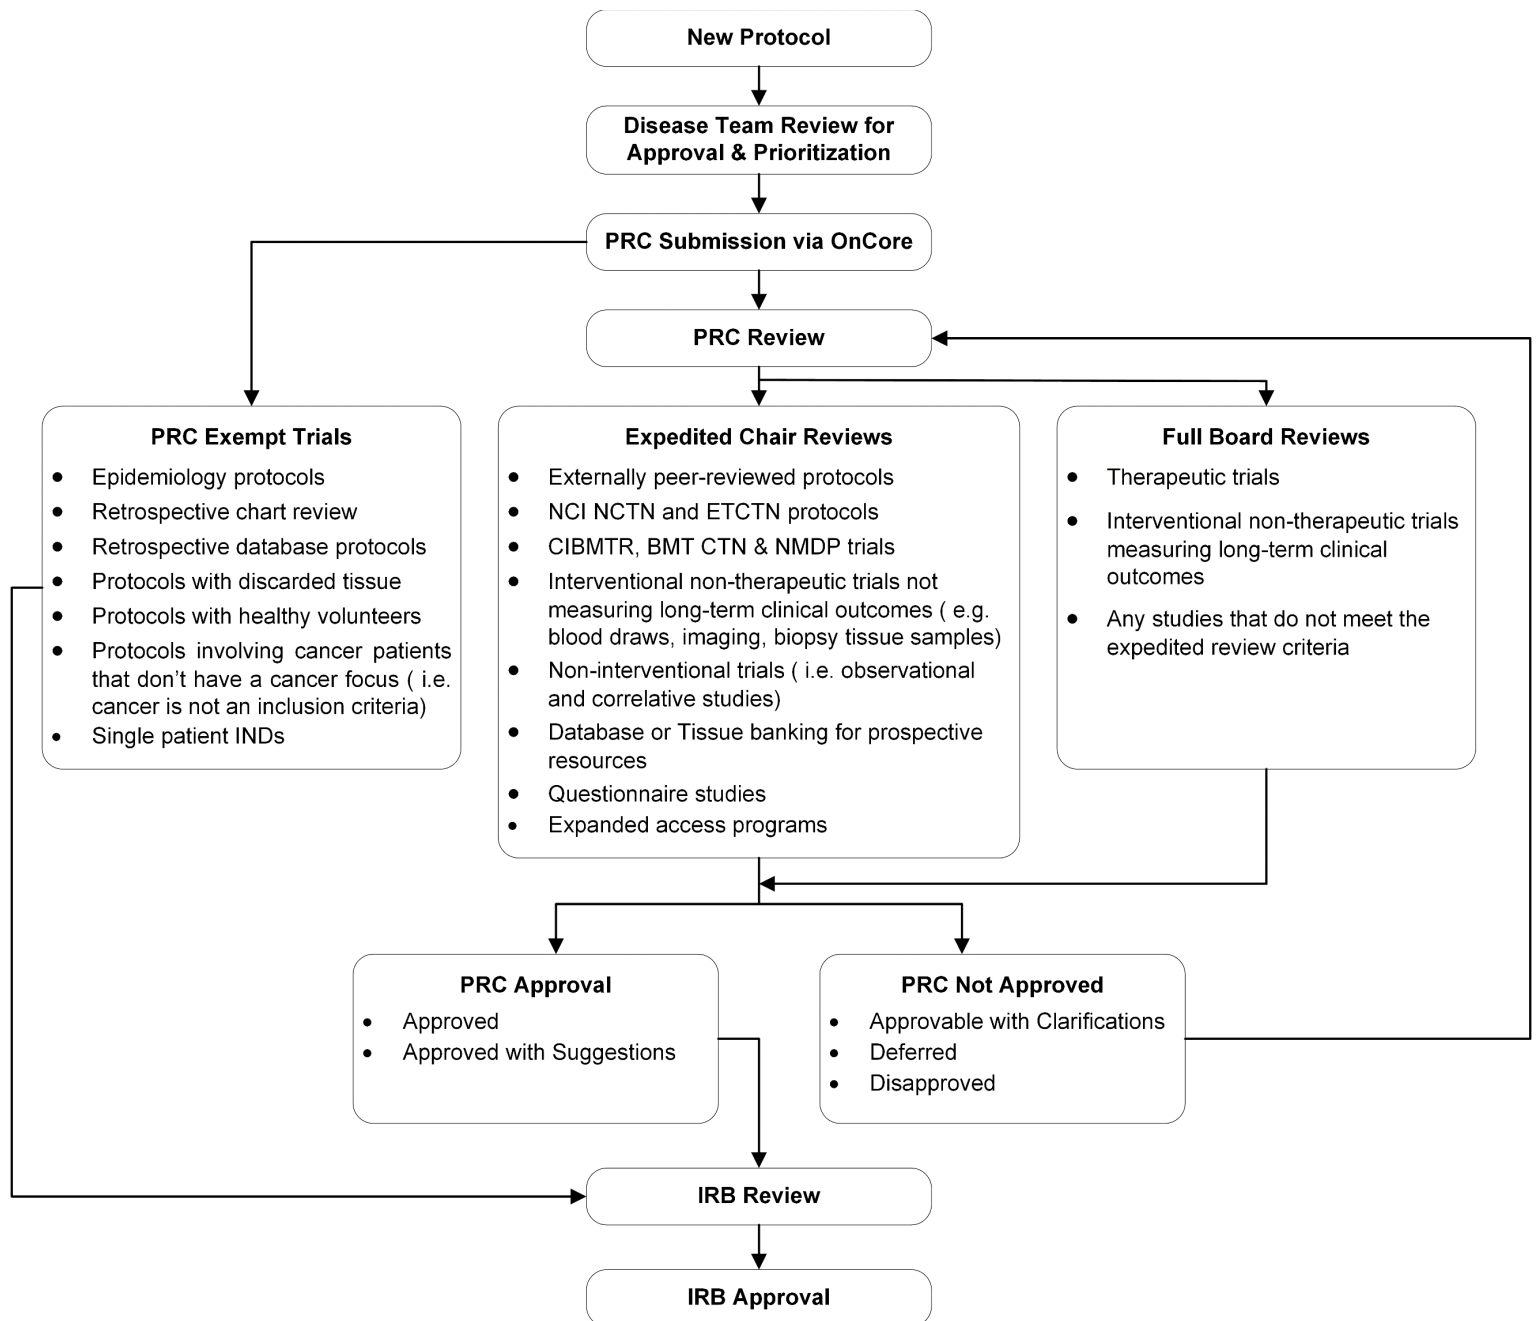 New Protocol
Disease Team Review for
Approval & Prioritization
PRC Submission via OnCore
PRC Review
PRC Exempt Trials
• Epidemiology protocols
• Retrospective chart review
• Retrospective database protocols
• Protocols with discarded tissue
• Protocols with healthy volunteers
• Protocols involving cancer patients
that don't have a cancer focus ( i.e.
cancer is not an inclusion criteria)
• Single patient INDs
Expedited Chair Reviews
• Externally peer-reviewed protocols
• NCI NCTN and ETCTN protocols
• CIBMTR, BMT CTN & NMDP trials
• Interventional non-therapeutic trials not
measuring long-term clinical outcomes ( e.g.
blood draws, imaging, biopsy tissue samples)
• Non-interventional trials ( i.e. observational
and correlative studies)
• Database or Tissue banking for prospective
resources
• Questionnaire studies
• Expanded access programs
Full Board Reviews
• Therapeutic trials
• Interventional non-therapeutic trials
measuring long-term clinical
outcomes
• Any studies that do not meet the
expedited review criteria
PRC Approval
• Approved
• Approved with Suggestions
PRC Not Approved
• Approvable with Clarifications
• Deferred
• Disapproved
IRB Review
IRB Approval